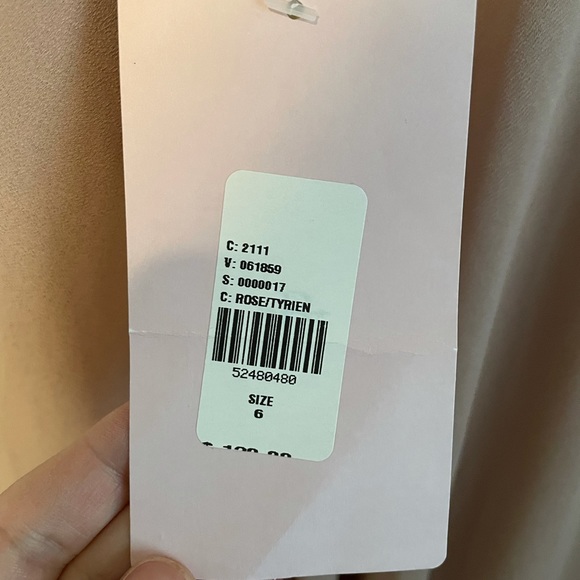 C: 2111
V: 061859
S: 0000017
C: ROSE/TYRIEN
52480480
SIZE
6